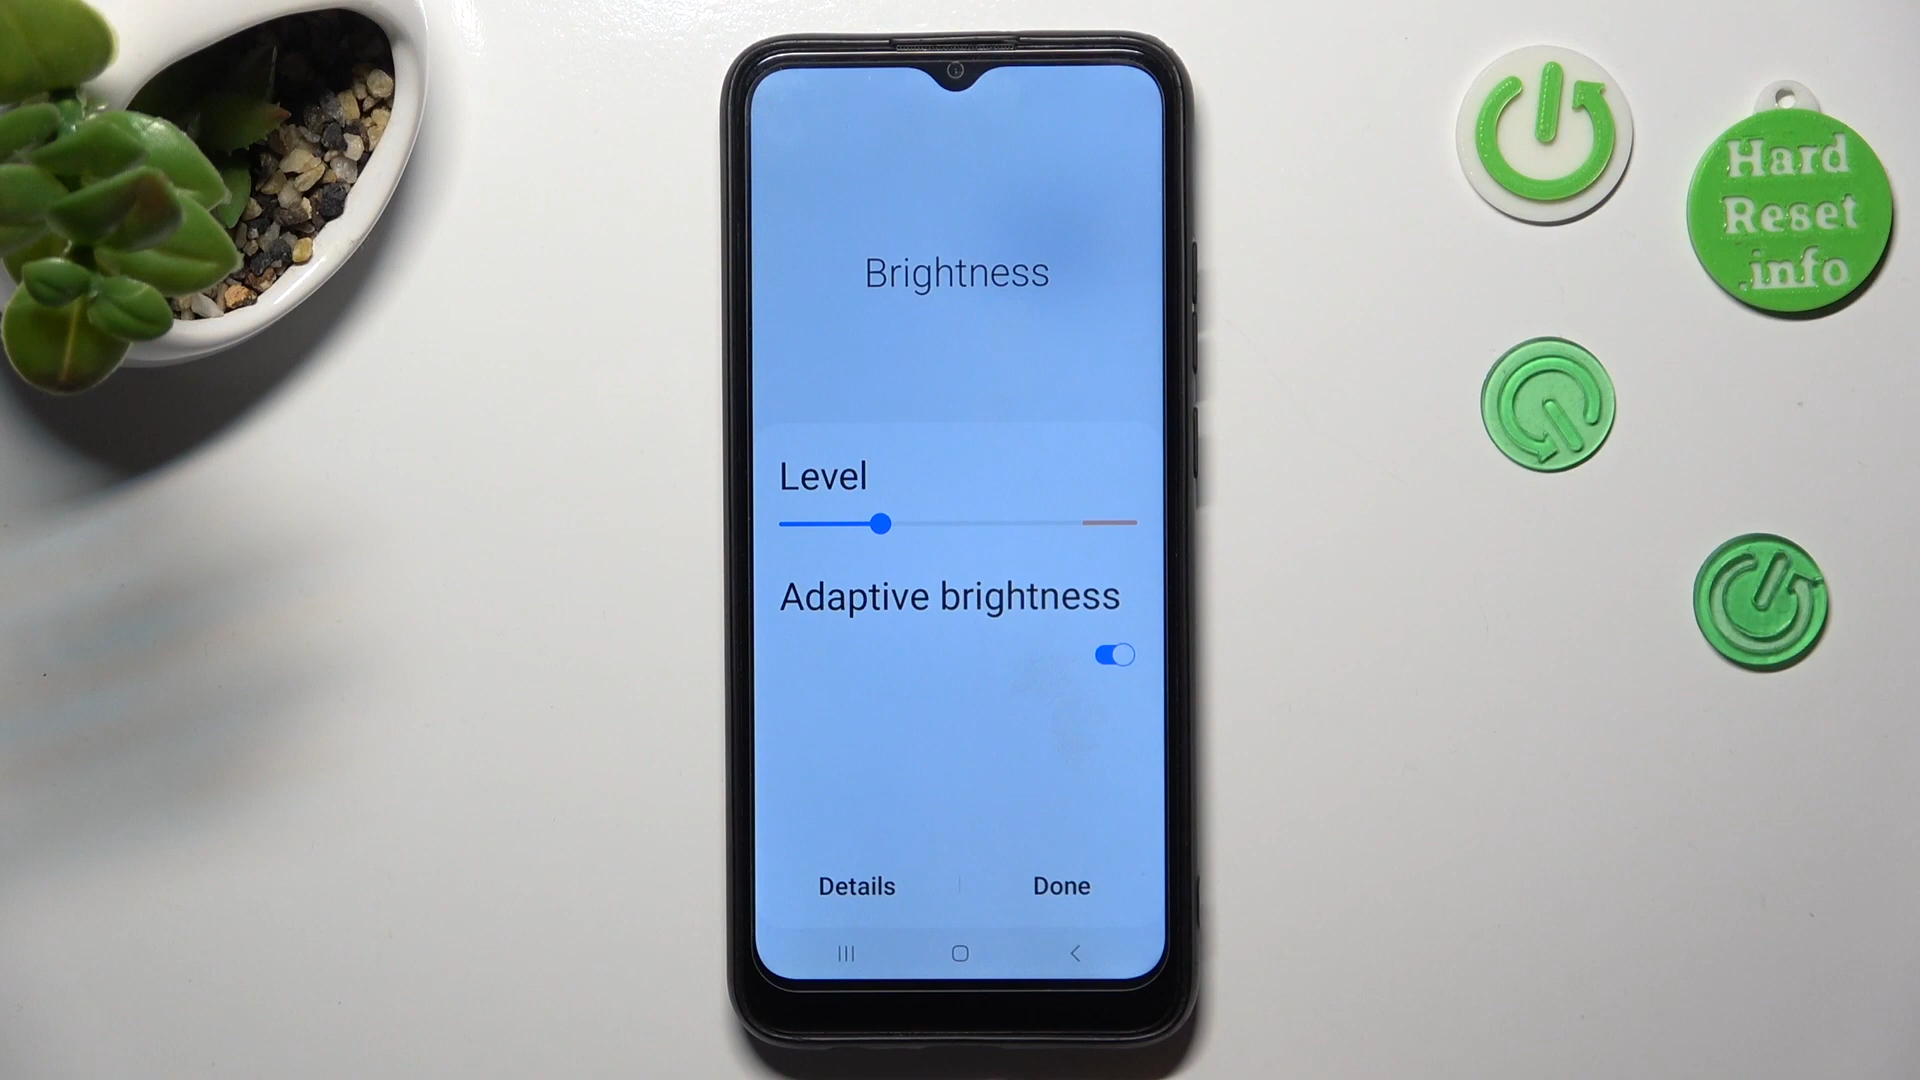 Brightness
Level
Adaptive brightness
Details
Done
Hard
Reset
.info